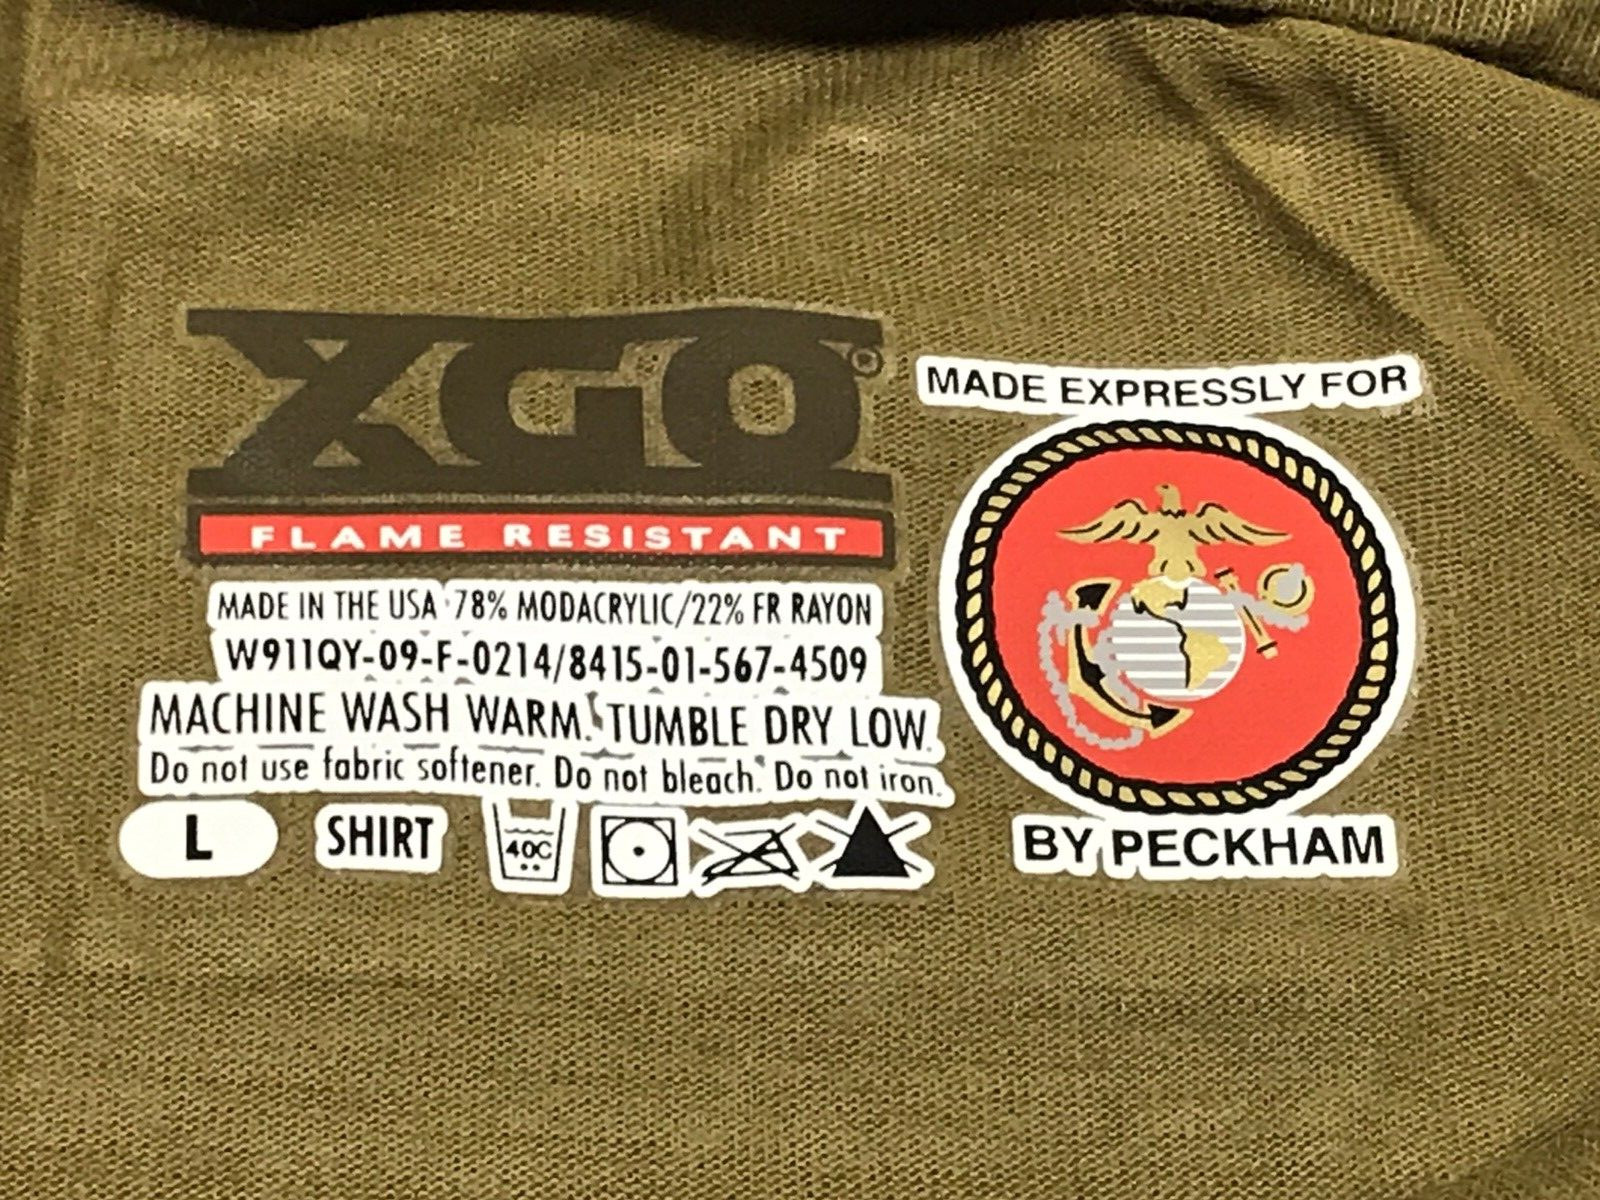 XGO®
FLAME RESISTANT
MADE IN THE USA · 78% MODACRYLIC/22% FR RAYON
W911QY-09-F-0214/8415-01-567-4509
MACHINE WASH WARM. TUMBLE DRY LOW.
Do not use fabric softener. Do not bleach. Do not iron.
L SHIRT 40C
MADE EXPRESSLY FOR
BY PECKHAM